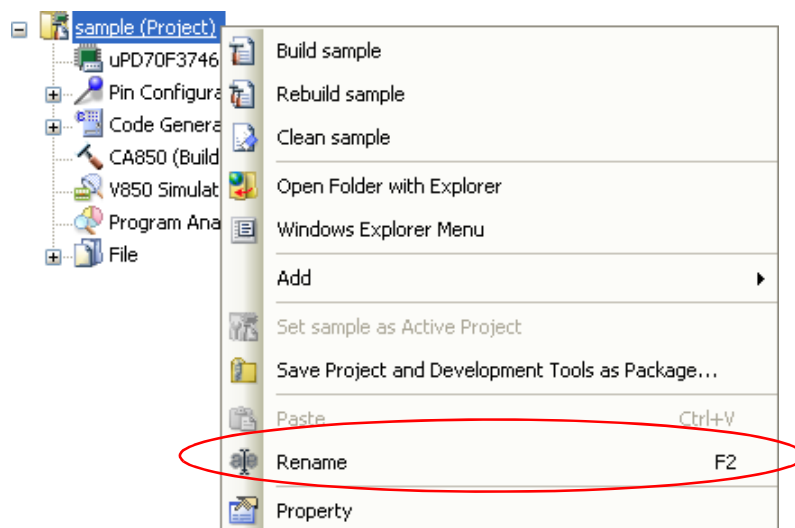 sample (Project)
uPD70F3746
Pin Configura
Code Genera
CA850 (Build
V850 Simulat
Program Ana
File
Build sample
Rebuild sample
Clean sample
Open Folder with Explorer
Windows Explorer Menu
Add
Set sample as Active Project
Save Project and Development Tools as Package...
Paste Ctrl+V
Rename F2
Property